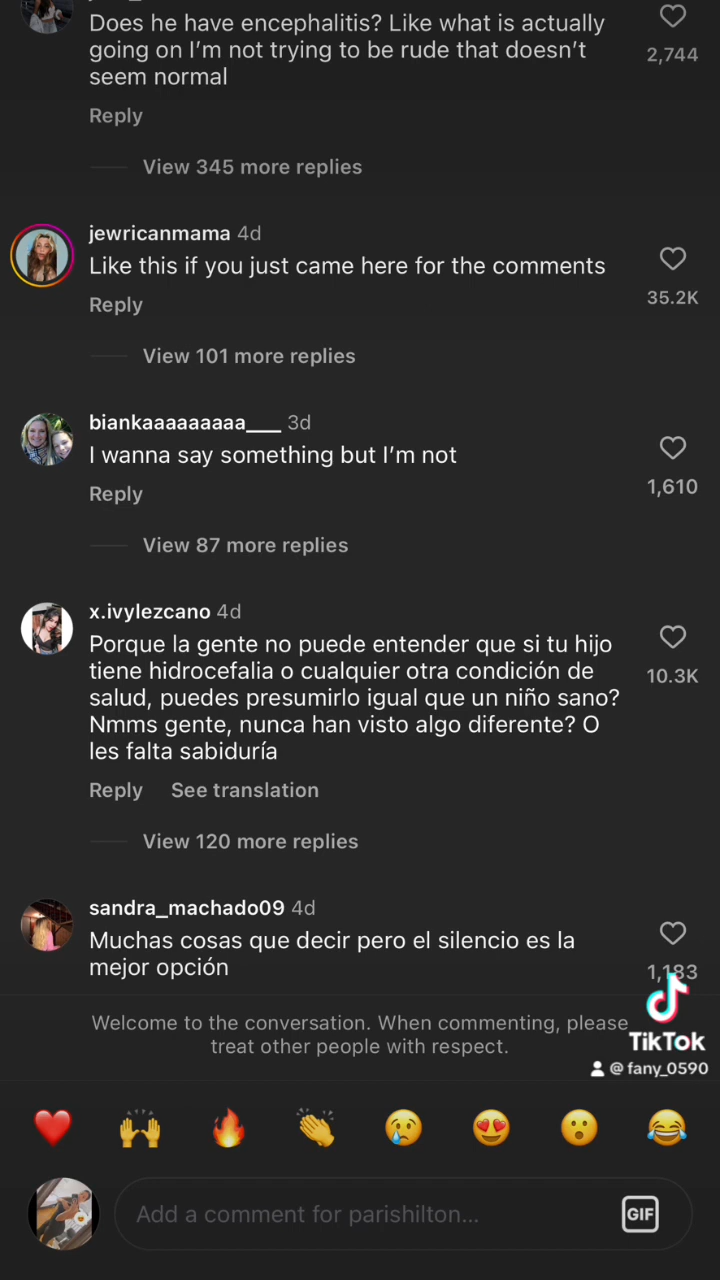 Does he have encephalitis? Like what is actually
going on I’m not trying to be rude that doesn’t
seem normal
2,744
Reply
View 345 more replies
jewricanmama 4d
Like this if you just came here for the comments
35.2K
Reply
View 101 more replies
biankaaaaaaaaa___ 3d
I wanna say something but I’m not
1,610
Reply
View 87 more replies
x.ivylezcano 4d
Porque la gente no puede entender que si tu hijo
tiene hidrocefalia o cualquier otra condición de
salud, puedes presumirlo igual que un niño sano?
Nmms gente, nunca han visto algo diferente? O
les falta sabiduría
10.3K
Reply See translation
View 120 more replies
sandra_machado09 4d
Muchas cosas que decir pero el silencio es la
mejor opción
1,183
Welcome to the conversation. When commenting, please
treat other people with respect.
TikTok
@fany_0590
Add a comment for parishilton...
GIF